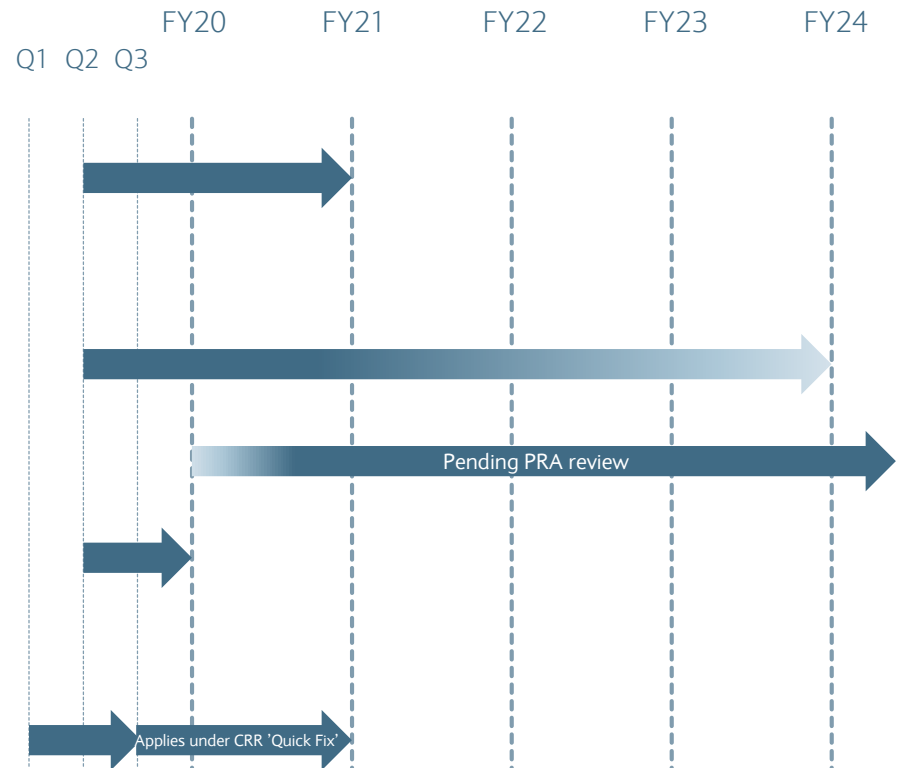 FY20 FY21 FY22 FY23 FY24
Q1 Q2 Q3
Pending PRA review
Applies under CRR 'Quick Fix'